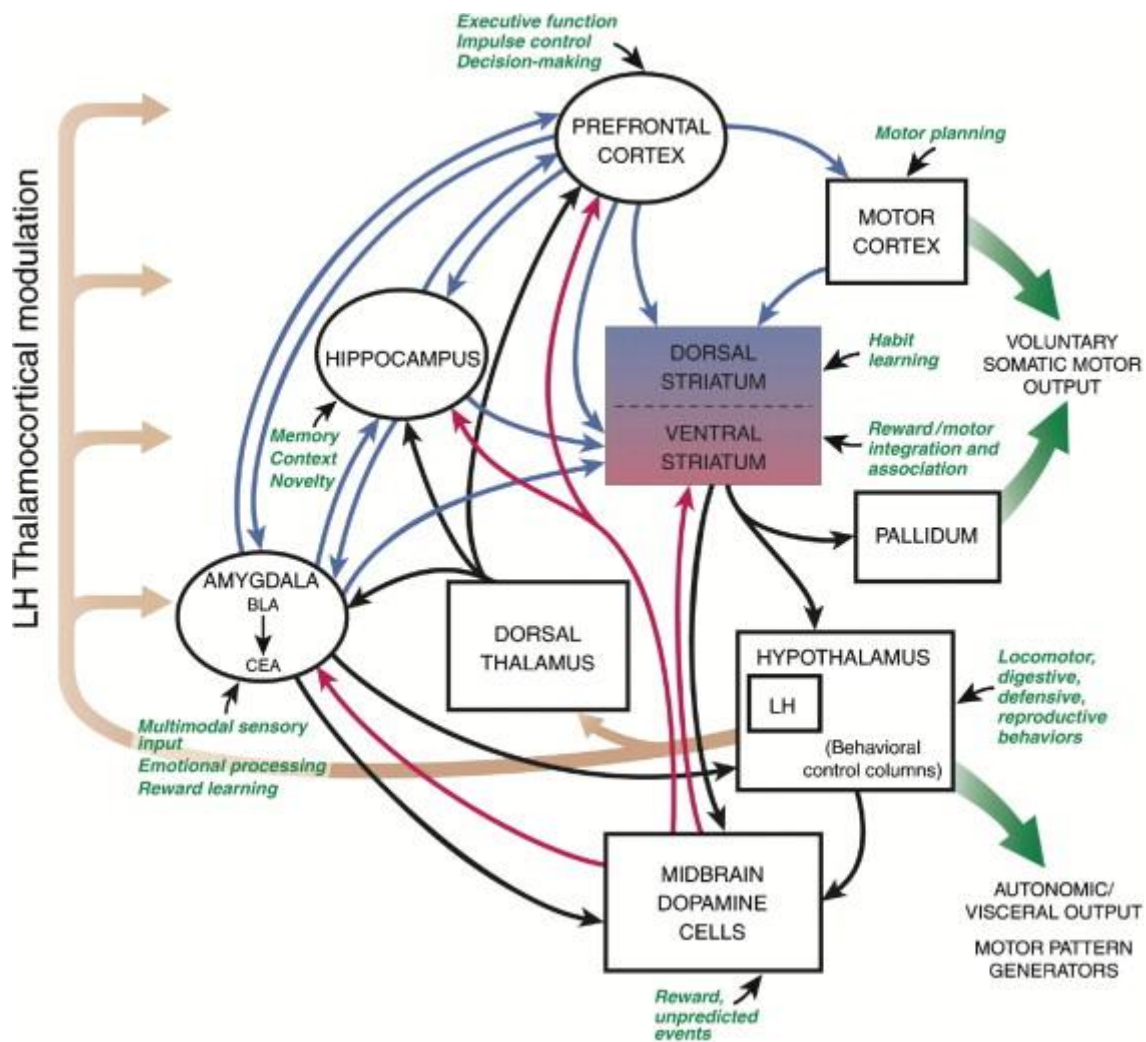 Executive function
Impulse control
Decision-making
PREFRONTAL
CORTEX
Motor planning
MOTOR
CORTEX
LH Thalamocortical modulation
HIPPOCAMPUS
DORSAL
STRIATUM
VENTRAL
STRIATUM
Habit
learning
VOLUNTARY
SOMATIC MOTOR
OUTPUT
Memory
Context
Novelty
Reward/motor
integration and
association
PALLIDUM
AMYGDALA
BLA
CEA
DORSAL
THALAMUS
HYPOTHALAMUS
LH
(Behavioral
control columns)
Locomotor,
digestive,
defensive,
reproductive
behaviors
Multimodal sensory
input
Emotional processing
Reward learning
MIDBRAIN
DOPAMINE
CELLS
AUTONOMIC/
VISCERAL OUTPUT
MOTOR PATTERN
GENERATORS
Reward,
unpredicted
events